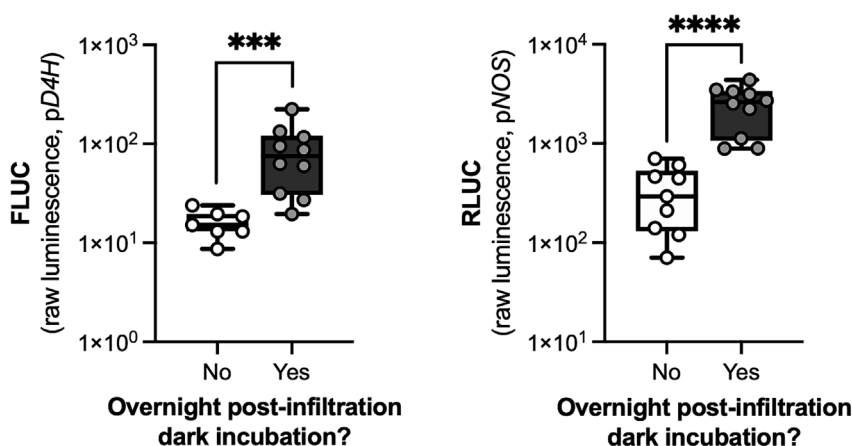 FLUC
(raw luminescence, pD4H)
1×10³
1×10²
1×10¹
1×10⁰
***
No Yes
Overnight post-infiltration
dark incubation?
RLUC
(raw luminescence, pNOS)
1×10⁴
1×10³
1×10²
1×10¹
****
No Yes
Overnight post-infiltration
dark incubation?